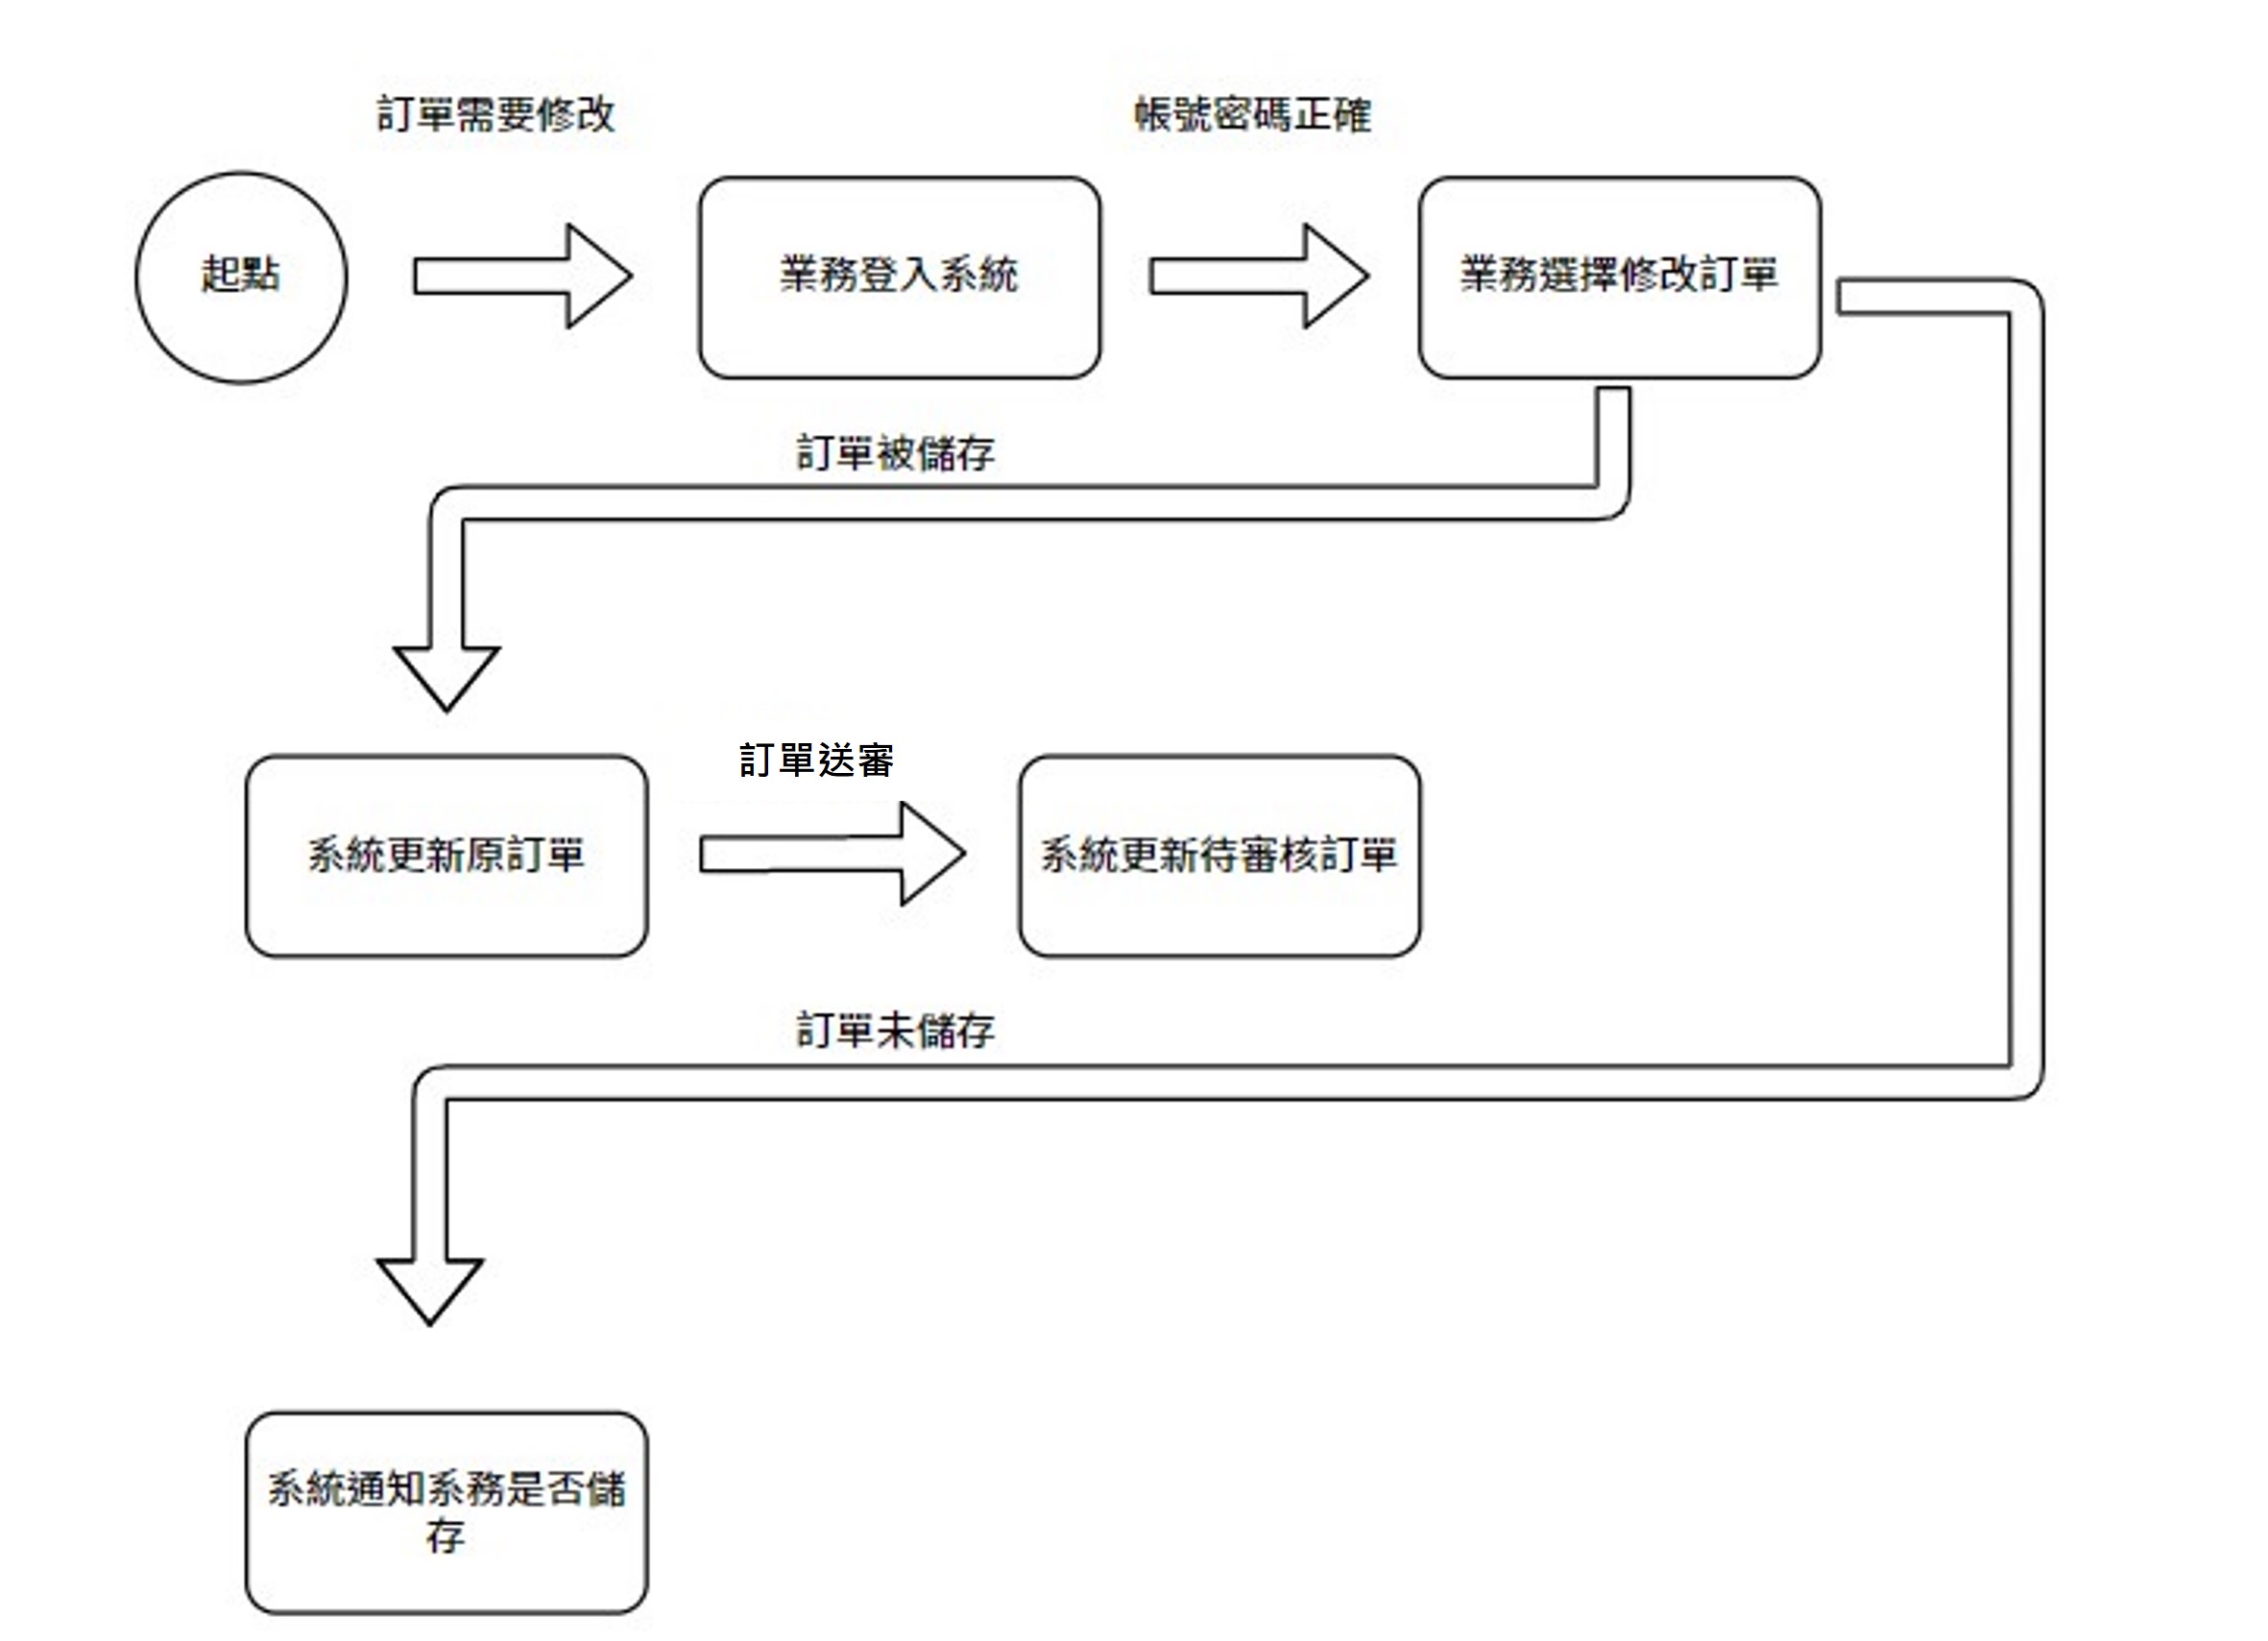 訂單需要修改
帳號密碼正確
起點
業務登入系統
業務選擇修改訂單
訂單被儲存
訂單送審
系統更新原訂單
系統更新待審核訂單
訂單未儲存
系統通知系務是否儲
存